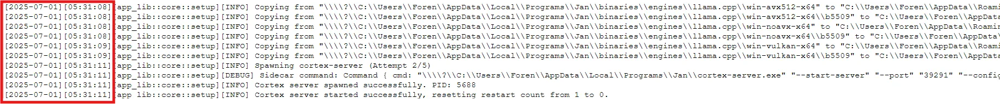 [2025-07-01][05:31:08][app_lib::core::setup][INFO] Copying from "\\\\?\\C:\\Users\\Foren\\AppData\\Local\\Programs\\Jan\\binaries\\engines\\llama.cpp\\win-avx512-x64" to "C:\\Users\\Foren\\AppData\\Roami
[2025-07-01][05:31:08][app_lib::core::setup][INFO] Copying from "\\\\?\\C:\\Users\\Foren\\AppData\\Local\\Programs\\Jan\\binaries\\engines\\llama.cpp\\win-avx512-x64\\b5509" to "C:\\Users\\Foren\\AppDat
[2025-07-01][05:31:08][app_lib::core::setup][INFO] Copying from "\\\\?\\C:\\Users\\Foren\\AppData\\Local\\Programs\\Jan\\binaries\\engines\\llama.cpp\\win-noavx-x64" to "C:\\Users\\Foren\\AppData\\Roamin
[2025-07-01][05:31:08][app_lib::core::setup][INFO] Copying from "\\\\?\\C:\\Users\\Foren\\AppData\\Local\\Programs\\Jan\\binaries\\engines\\llama.cpp\\win-noavx-x64\\b5509" to "C:\\Users\\Foren\\AppData
[2025-07-01][05:31:09][app_lib::core::setup][INFO] Copying from "\\\\?\\C:\\Users\\Foren\\AppData\\Local\\Programs\\Jan\\binaries\\engines\\llama.cpp\\win-vulkan-x64" to "C:\\Users\\Foren\\AppData\\Roami
[2025-07-01][05:31:09][app_lib::core::setup][INFO] Copying from "\\\\?\\C:\\Users\\Foren\\AppData\\Local\\Programs\\Jan\\binaries\\engines\\llama.cpp\\win-vulkan-x64\\b5509" to "C:\\Users\\Foren\\AppDat
[2025-07-01][05:31:11][app_lib::core::setup][INFO] Spawning cortex-server (Attempt 2/5)
[2025-07-01][05:31:11][app_lib::core::setup][DEBUG] Sidecar command: Command { cmd: "\\\\?\\C:\\Users\\Foren\\AppData\\Local\\Programs\\Jan\\cortex-server.exe" "--start-server" "--port" "39291" "--config
[2025-07-01][05:31:11][app_lib::core::setup][INFO] Cortex server spawned successfully. PID: 5688
[2025-07-01][05:31:11][app_lib::core::setup][INFO] Cortex server started successfully, resetting restart count from 1 to 0.